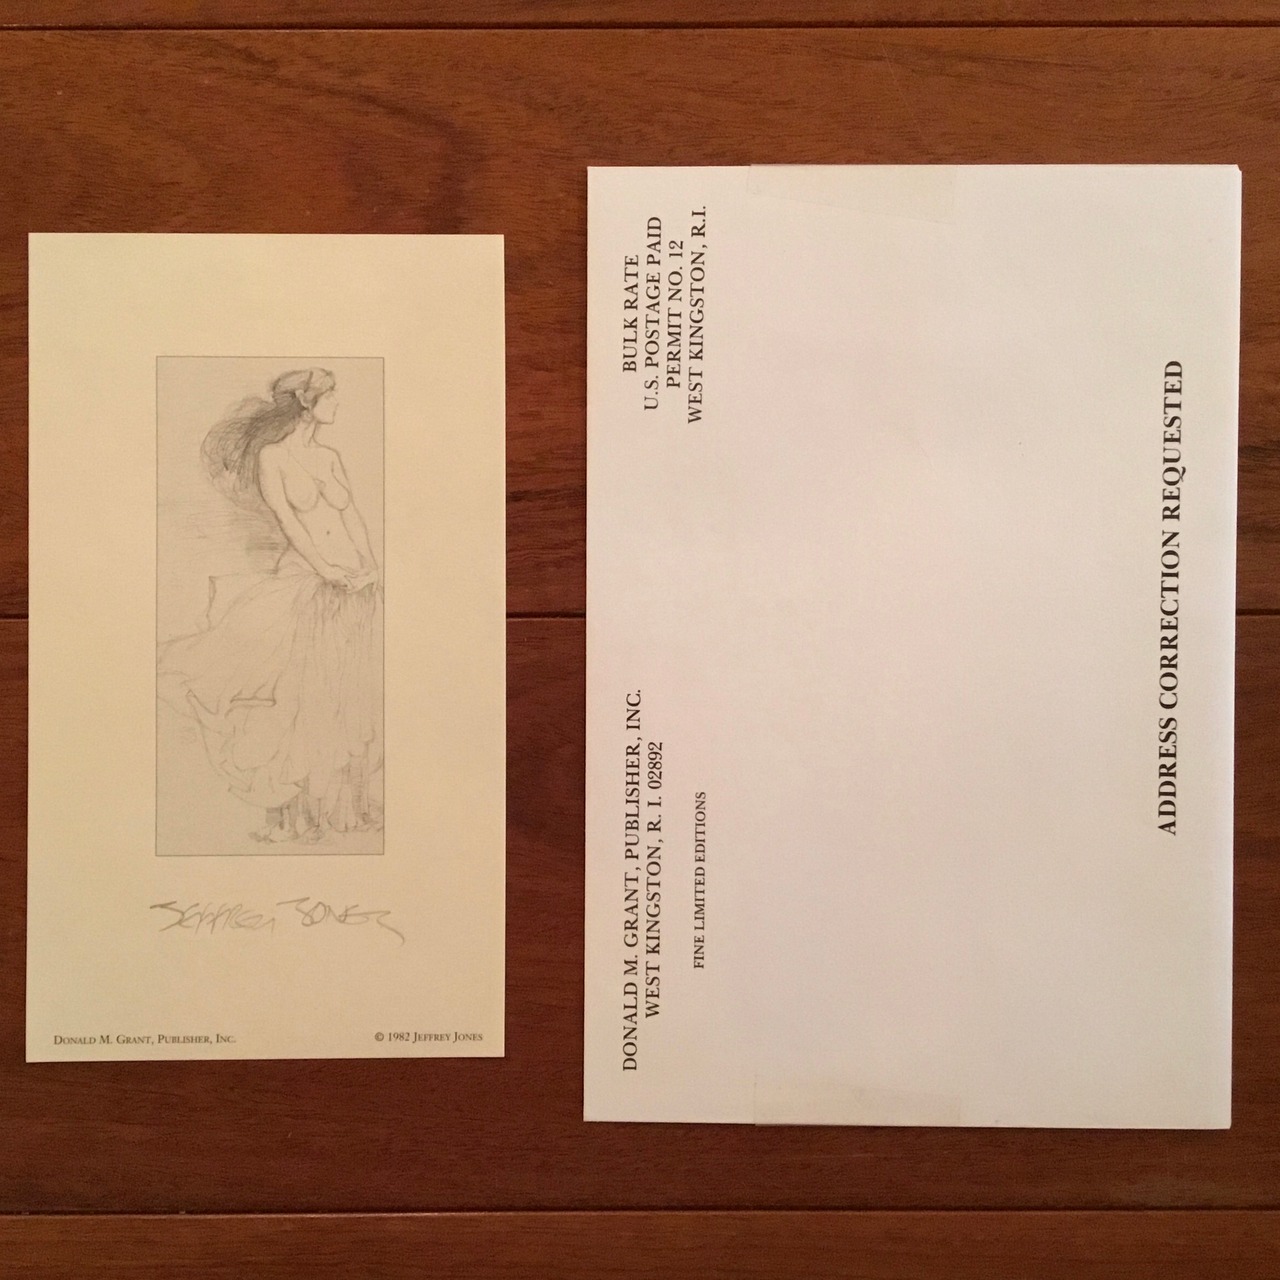 JEFFREY JONES
DONALD M. GRANT, PUBLISHER, INC.
© 1982 JEFFREY JONES
DONALD M. GRANT, PUBLISHER, INC.
WEST KINGSTON, R. I. 02892
FINE LIMITED EDITIONS
BULK RATE
U.S. POSTAGE PAID
PERMIT NO. 12
WEST KINGSTON, R.I.
ADDRESS CORRECTION REQUESTED